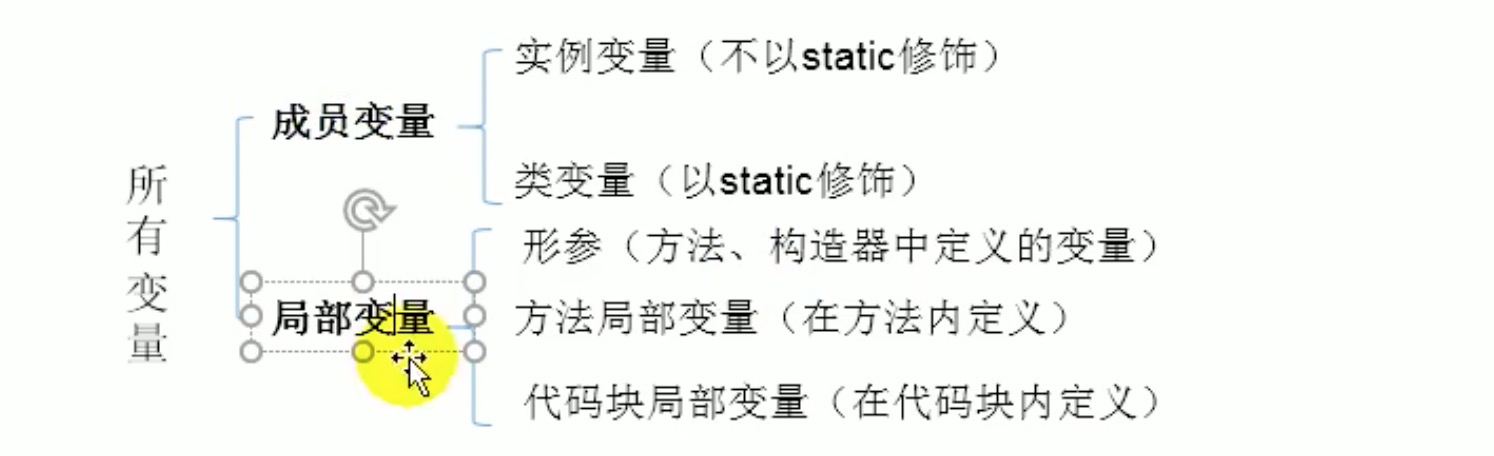 所有变量
成员变量
实例变量（不以static修饰）
类变量（以static修饰）
局部变量
形参（方法、构造器中定义的变量）
方法局部变量（在方法内定义）
代码块局部变量（在代码块内定义）